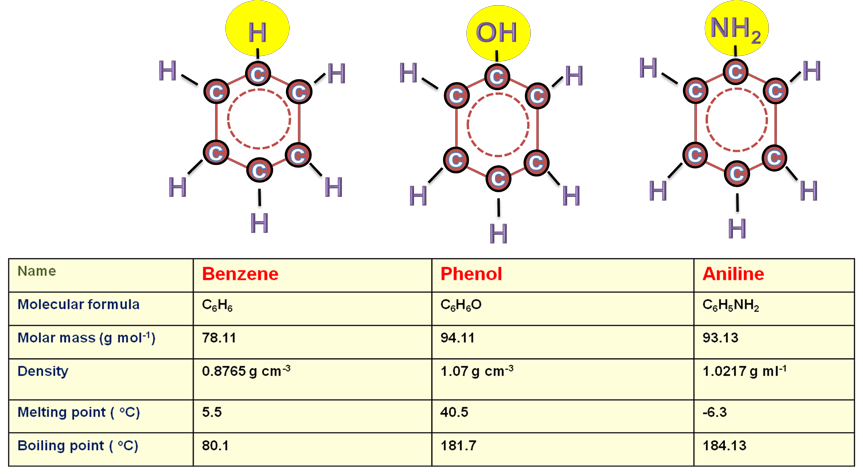 H OH NH₂
H C H H C H H C H
C C C C C C
C C C C C C
H C H H C H H C H
H H H
Name Benzene Phenol Aniline
Molecular formula C₆H₆ C₆H₆O C₆H₅NH₂
Molar mass (g mol⁻¹) 78.11 94.11 93.13
Density 0.8765 g cm⁻³ 1.07 g cm⁻³ 1.0217 g ml⁻¹
Melting point ( °C) 5.5 40.5 -6.3
Boiling point ( °C) 80.1 181.7 184.13